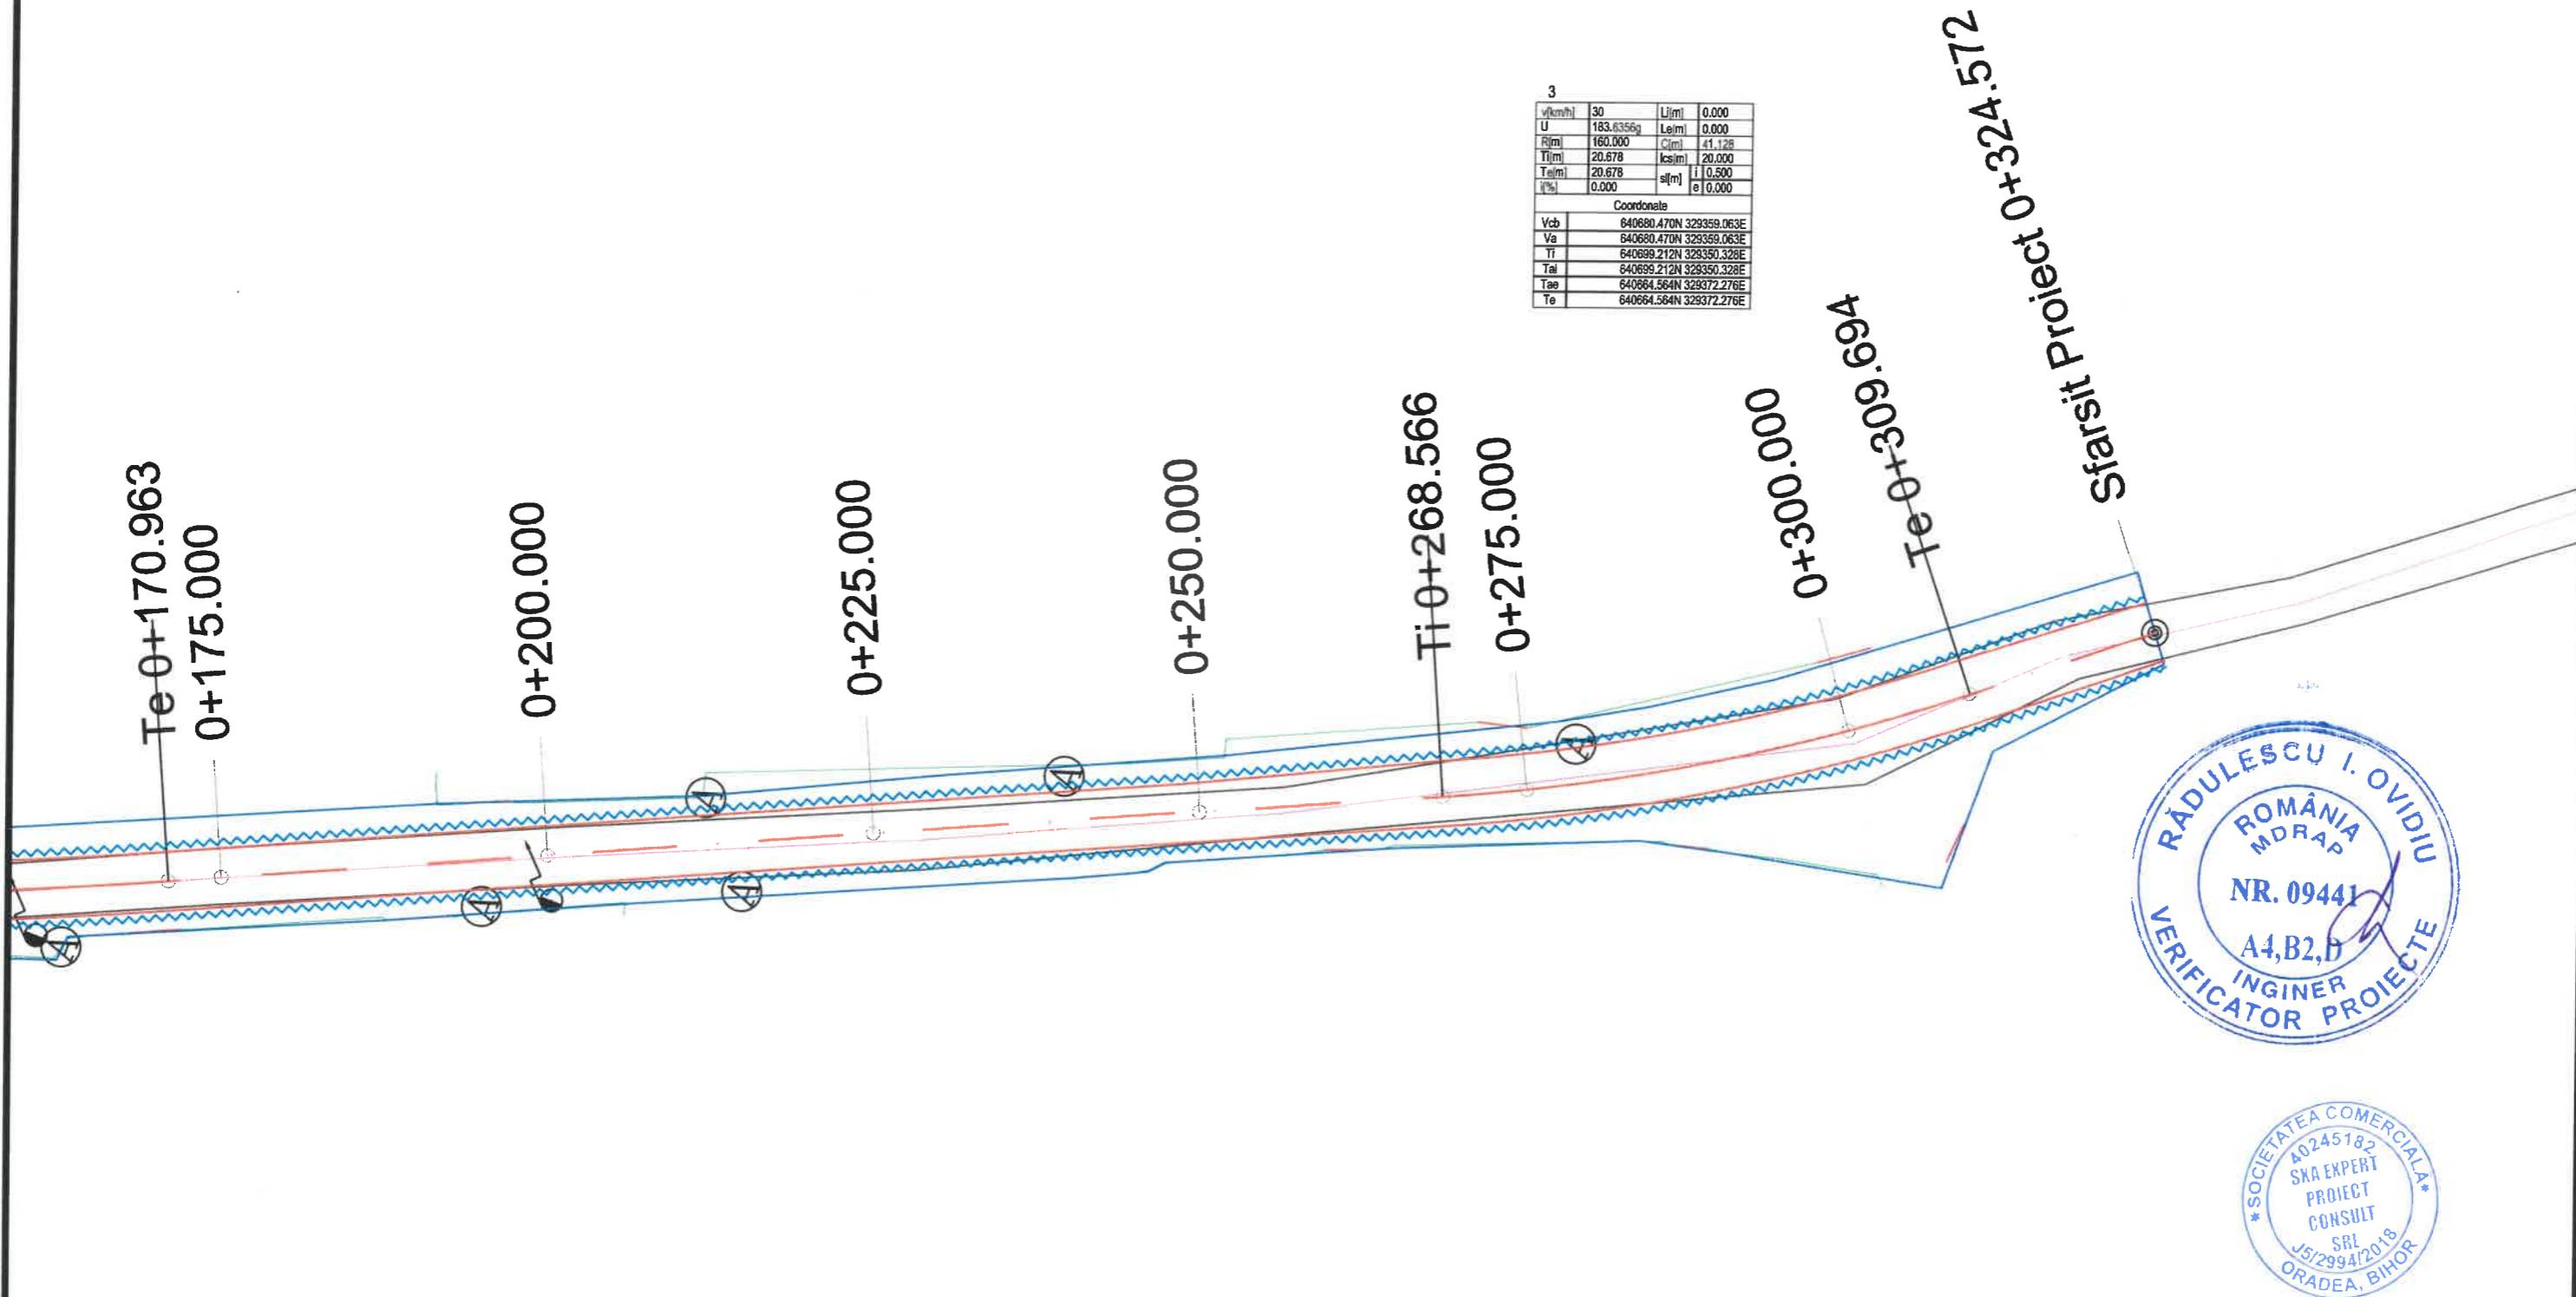 3
v[km/h] 30 Li[m] 0.000
U 183.6356g Le[m] 0.000
R[m] 160.000 C[m] 41.128
Ti[m] 20.678 lcs[m] 20.000
Te[m] 20.678 sl[m] i 0.500
i[%] 0.000 e 0.000
Coordonate
Vcb 640680.470N 329359.063E
Va 640680.470N 329359.063E
Ti 640699.212N 329350.328E
Tai 640699.212N 329350.328E
Tae 640664.564N 329372.276E
Te 640664.564N 329372.276E
Te 0+170.963
0+175.000
0+200.000
0+225.000
0+250.000
Ti 0+268.566
0+275.000
0+300.000
Te 0+309.694
Sfarsit Proiect 0+324.572
A
A
A
A
A
A
RĂDULESCU I. OVIDIU
ROMÂNIA
MDRAP
NR. 09441
A4,B2,D
INGINER
VERIFICATOR PROIECTE
*SOCIETATEA COMERCIALĂ*
40245182
SKA EXPERT
PROIECT
CONSULT
SRL
J5/2994/2018
ORADEA, BIHOR